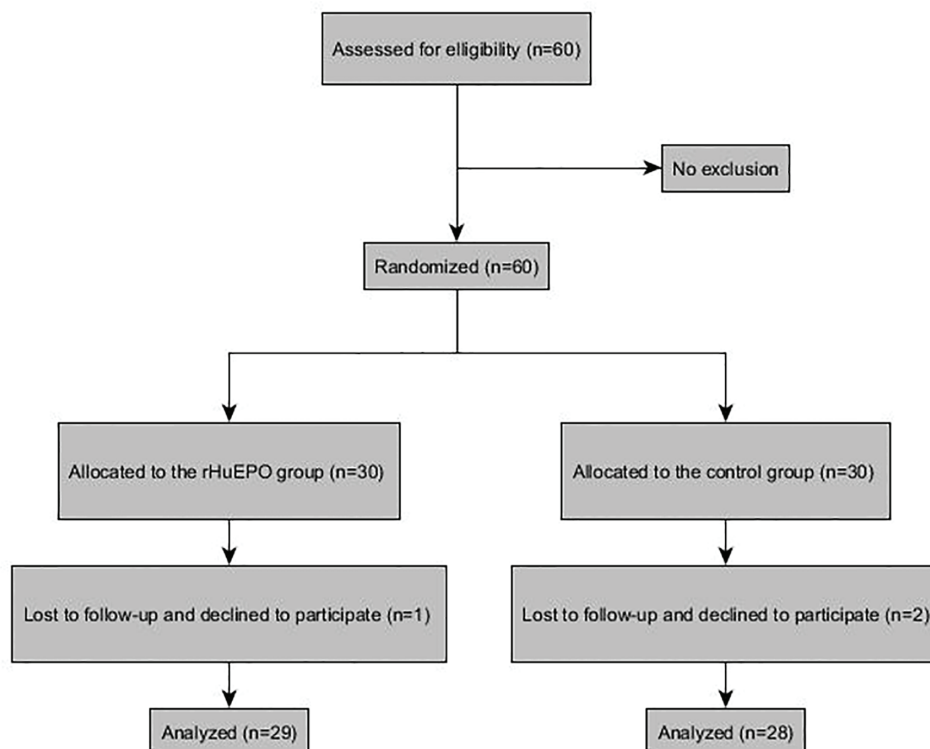 Assessed for elligibility (n=60)
No exclusion
Randomized (n=60)
Allocated to the rHuEPO group (n=30)
Allocated to the control group (n=30)
Lost to follow-up and declined to participate (n=1)
Lost to follow-up and declined to participate (n=2)
Analyzed (n=29)
Analyzed (n=28)